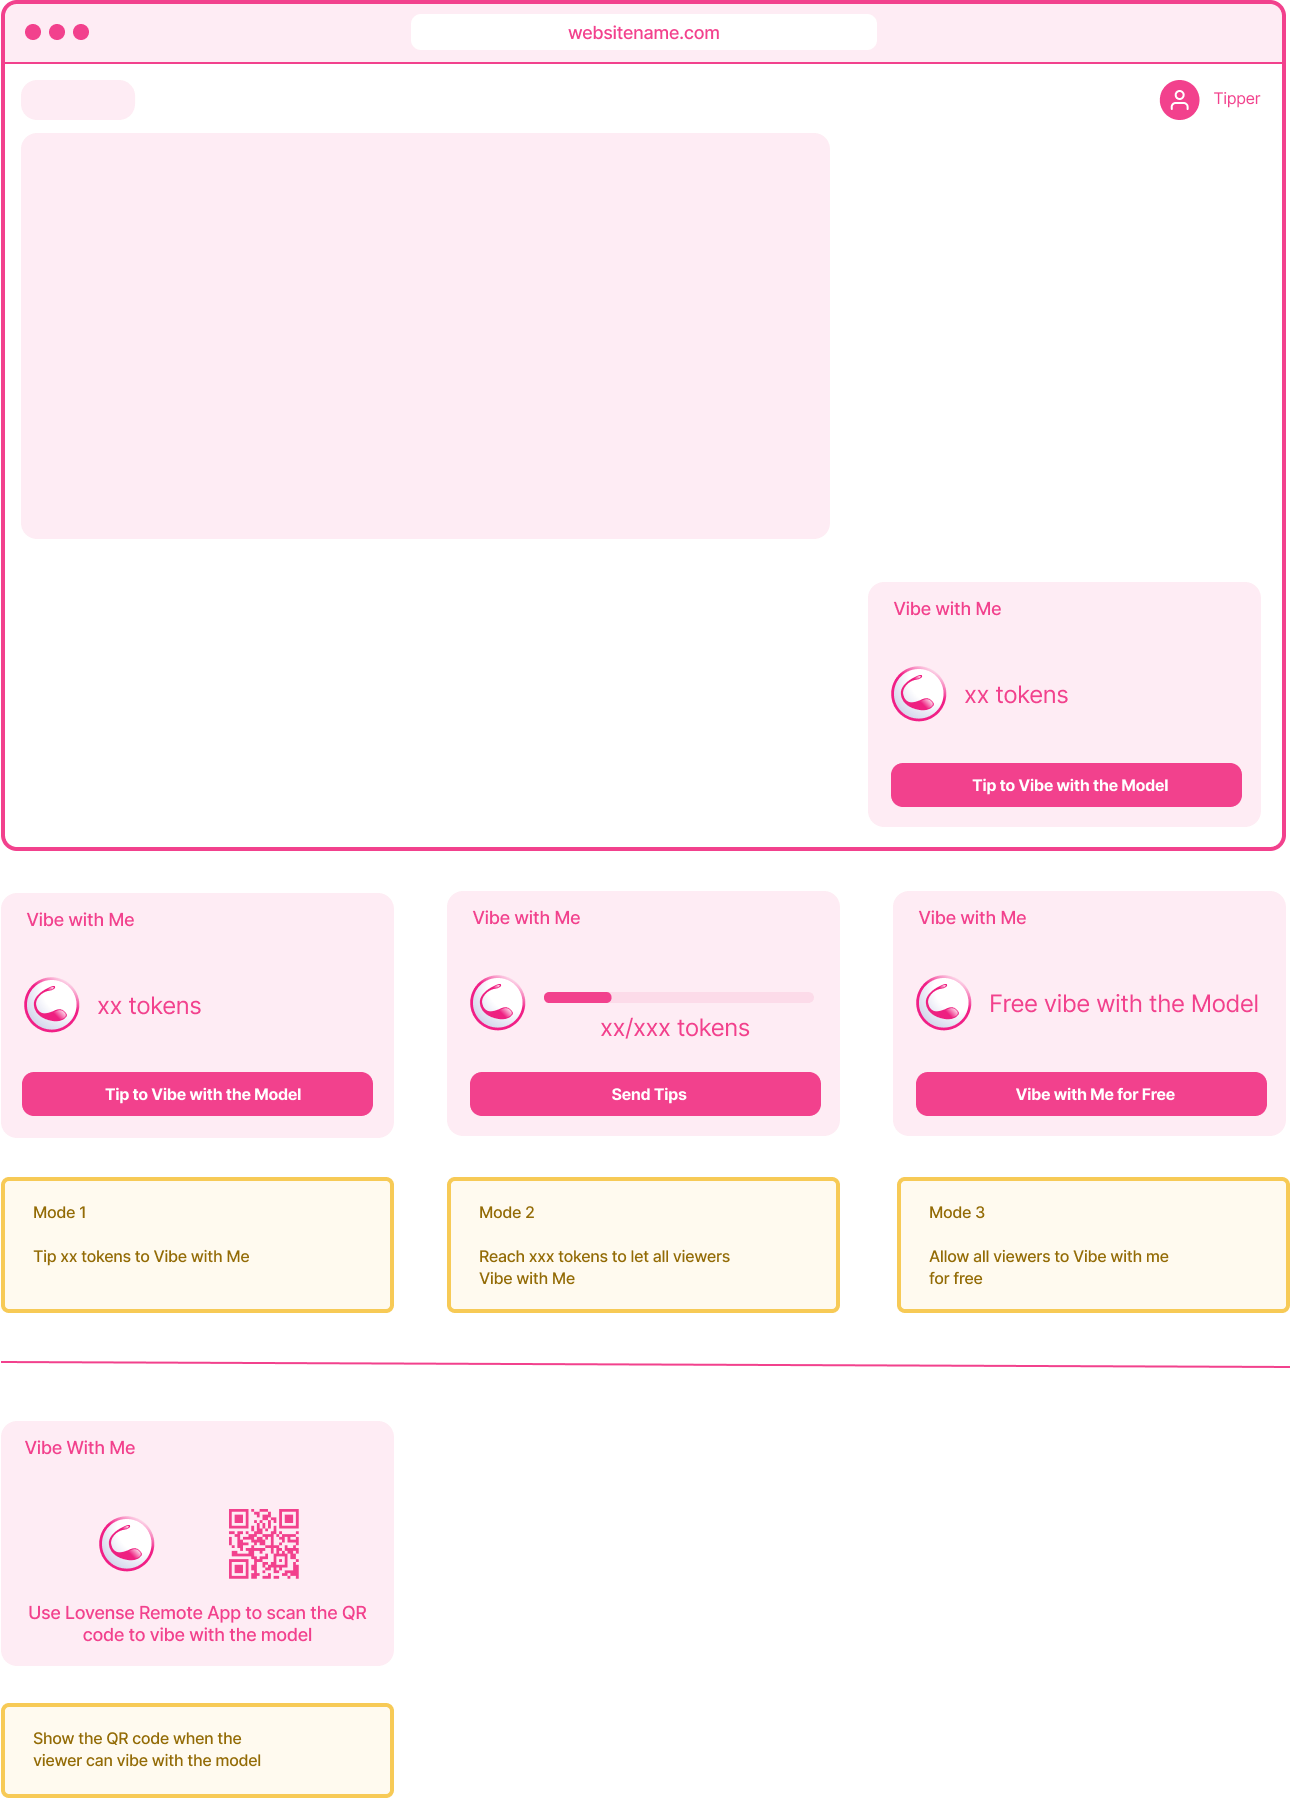 websitename.com
Tipper
Vibe with Me
xx tokens
Tip to Vibe with the Model
Vibe with Me
xx tokens
Tip to Vibe with the Model
Vibe with Me
xx/xxx tokens
Send Tips
Vibe with Me
Free vibe with the Model
Vibe with Me for Free
Mode 1
Tip xx tokens to Vibe with Me
Mode 2
Reach xxx tokens to let all viewers
Vibe with Me
Mode 3
Allow all viewers to Vibe with me
for free
Vibe With Me
Use Lovense Remote App to scan the QR
code to vibe with the model
Show the QR code when the
viewer can vibe with the model